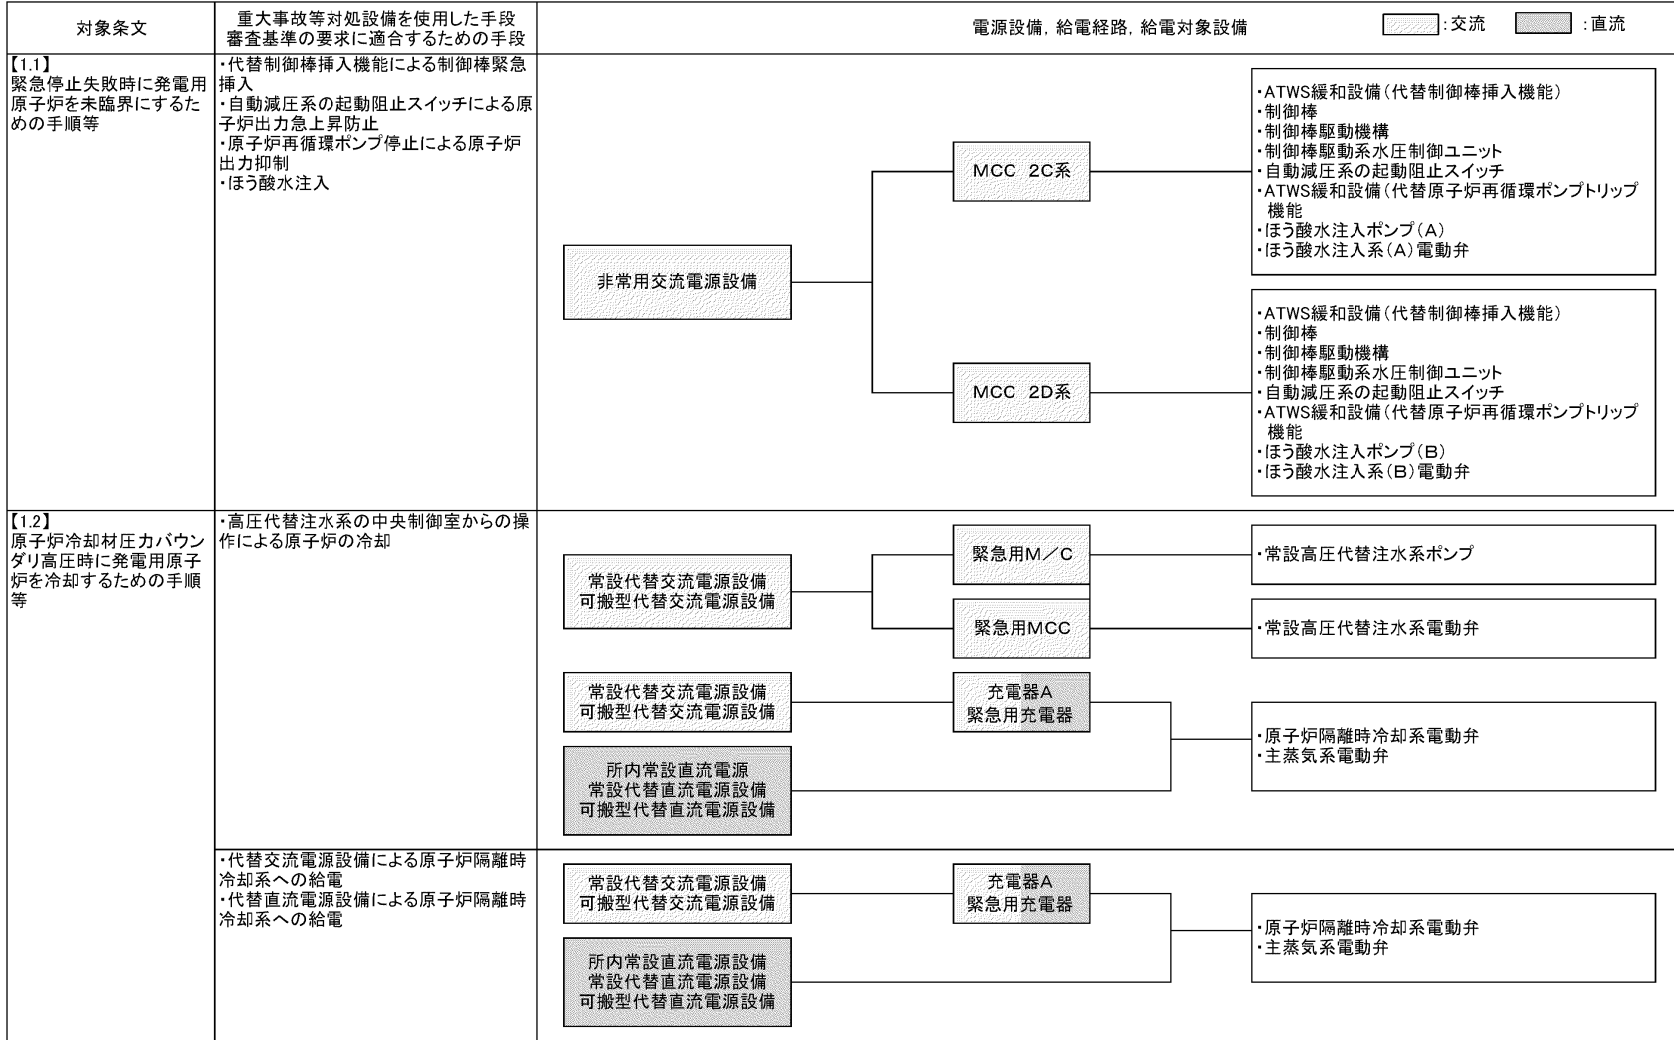 対象条文
重大事故等対処設備を使用した手段
審査基準の要求に適合するための手段
電源設備，給電経路，給電対象設備
:交流
:直流
【1.1】
緊急停止失敗時に発電用
原子炉を未臨界にするた
めの手順等
・代替制御棒挿入機能による制御棒緊急
挿入
・自動減圧系の起動阻止スイッチによる原
子炉出力急上昇防止
・原子炉再循環ポンプ停止による原子炉
出力抑制
・ほう酸水注入
非常用交流電源設備
MCC 2C系
・ATWS緩和設備（代替制御棒挿入機能）
・制御棒
・制御棒駆動機構
・制御棒駆動系水圧制御ユニット
・自動減圧系の起動阻止スイッチ
・ATWS緩和設備（代替原子炉再循環ポンプトリップ
機能
・ほう酸水注入ポンプ（A）
・ほう酸水注入系（A）電動弁
MCC 2D系
・ATWS緩和設備（代替制御棒挿入機能）
・制御棒
・制御棒駆動機構
・制御棒駆動系水圧制御ユニット
・自動減圧系の起動阻止スイッチ
・ATWS緩和設備（代替原子炉再循環ポンプトリップ
機能
・ほう酸水注入ポンプ（B）
・ほう酸水注入系（B）電動弁
【1.2】
原子炉冷却材圧力バウン
ダリ高圧時に発電用原子
炉を冷却するための手順
等
・高圧代替注水系の中央制御室からの操
作による原子炉の冷却
常設代替交流電源設備
可搬型代替交流電源設備
緊急用M／C
・常設高圧代替注水系ポンプ
緊急用MCC
・常設高圧代替注水系電動弁
常設代替交流電源設備
可搬型代替交流電源設備
充電器A
緊急用充電器
所内常設直流電源
常設代替直流電源設備
可搬型代替直流電源設備
・原子炉隔離時冷却系電動弁
・主蒸気系電動弁
・代替交流電源設備による原子炉隔離時
冷却系への給電
・代替直流電源設備による原子炉隔離時
冷却系への給電
常設代替交流電源設備
可搬型代替交流電源設備
充電器A
緊急用充電器
所内常設直流電源設備
常設代替直流電源設備
可搬型代替直流電源設備
・原子炉隔離時冷却系電動弁
・主蒸気系電動弁